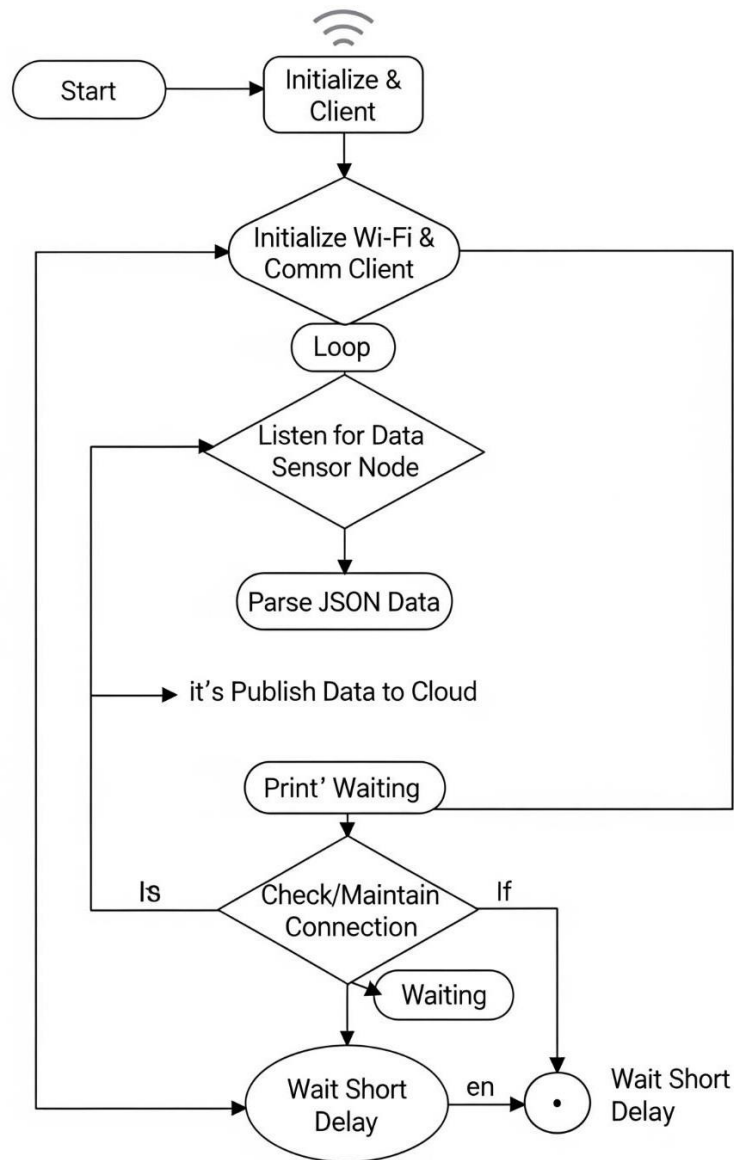 Start
Initialize &
Client
Initialize Wi-Fi &
Comm Client
Loop
Listen for Data
Sensor Node
Parse JSON Data
it's Publish Data to Cloud
Print' Waiting
Is
Check/Maintain
Connection
If
Waiting
Wait Short
Delay
en
Wait Short
Delay